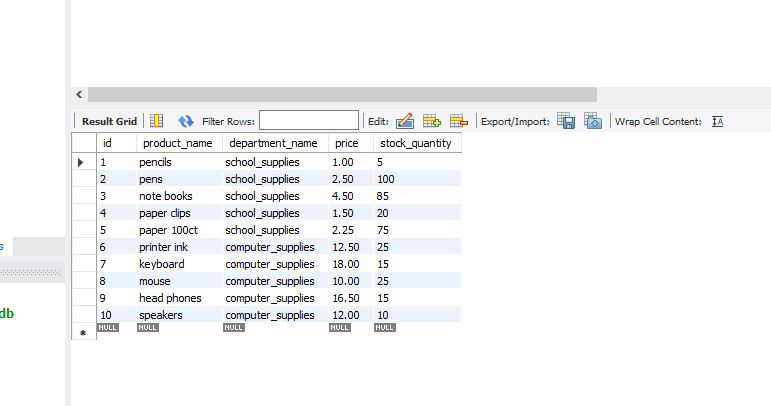 Result Grid Filter Rows: Edit: Export/Import: Wrap Cell Content: IA
id product_name department_name price stock_quantity
1 pencils school_supplies 1.00 5
2 pens school_supplies 2.50 100
3 note books school_supplies 4.50 85
4 paper clips school_supplies 1.50 20
5 paper 100ct school_supplies 2.25 75
s 6 printer ink computer_supplies 12.50 25
7 keyboard computer_supplies 18.00 15
8 mouse computer_supplies 10.00 25
9 head phones computer_supplies 16.50 15
db 10 speakers computer_supplies 12.00 10
NULL NULL NULL NULL NULL